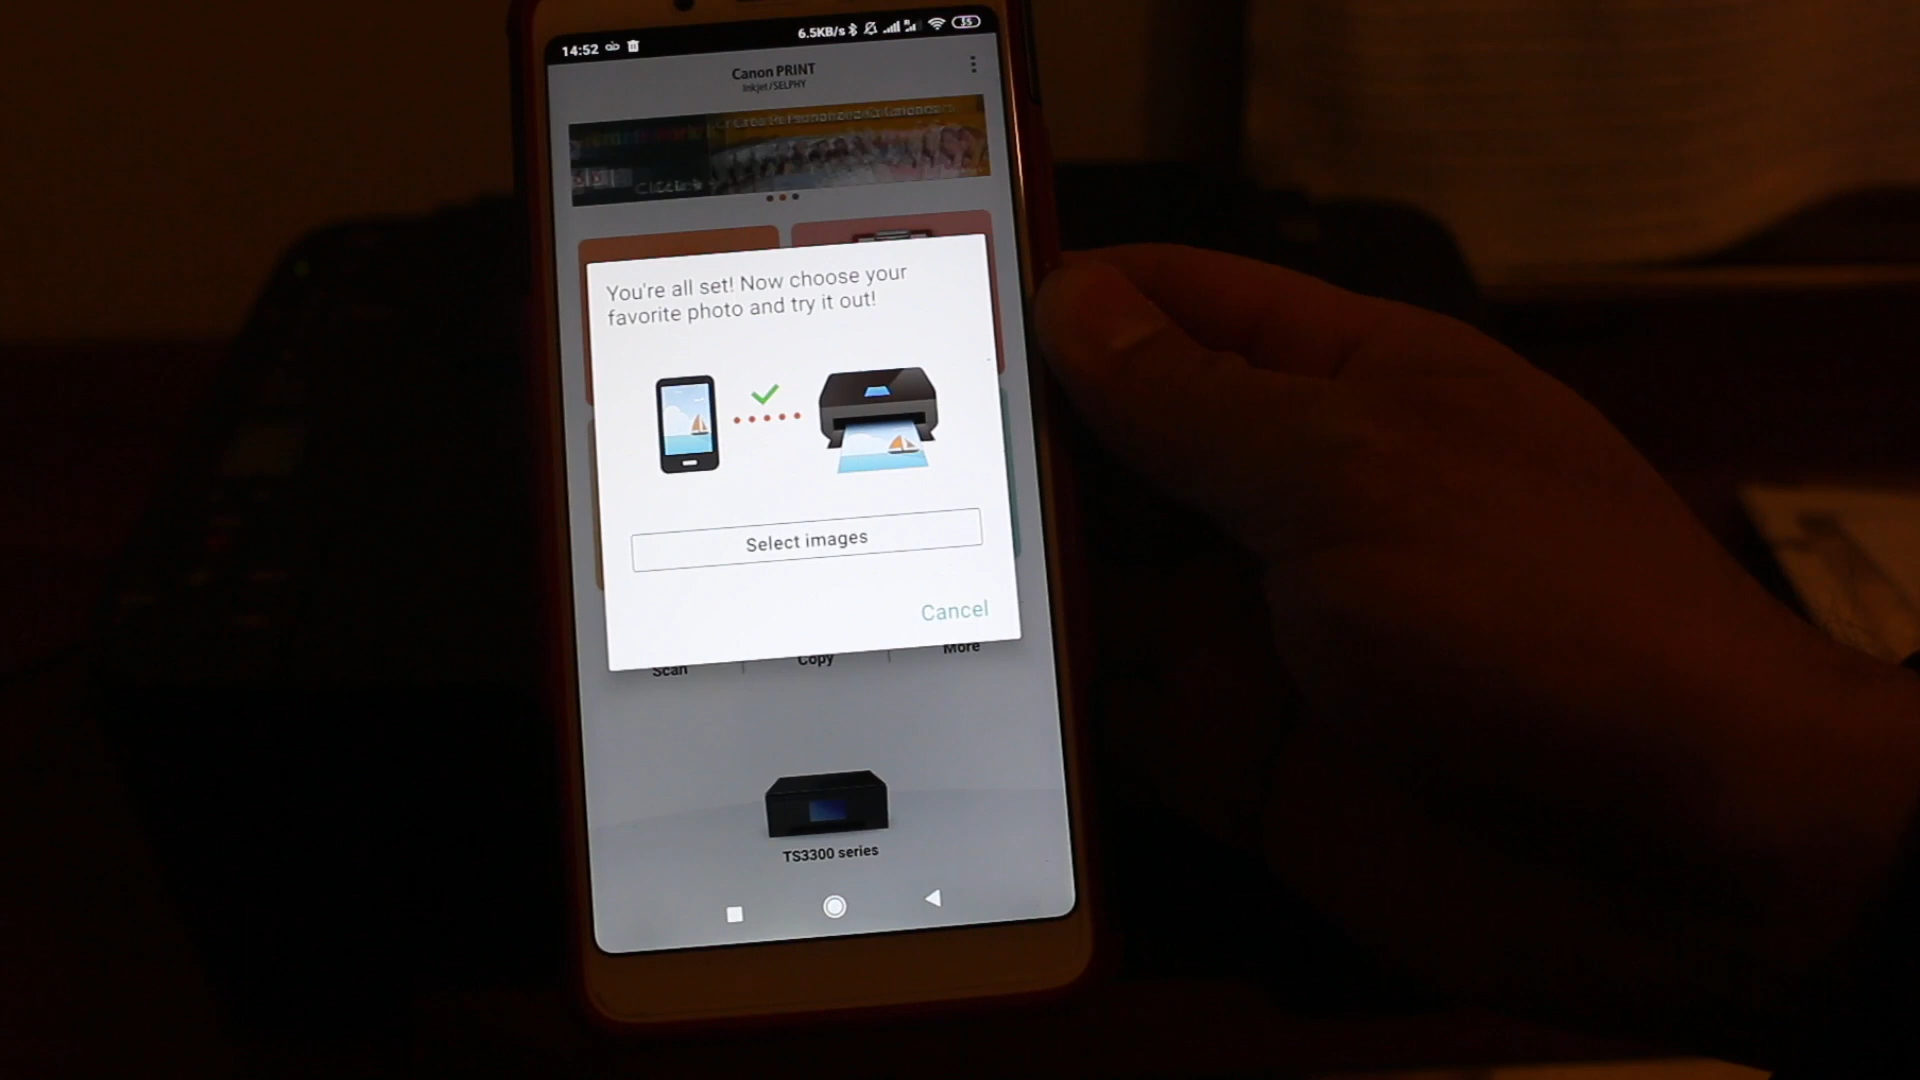 14:52
6.5KB/s
55
Canon PRINT
Inkjet/SELPHY
You're all set! Now choose your
favorite photo and try it out!
Select images
Cancel
Scan
Copy
More
TS3300 series